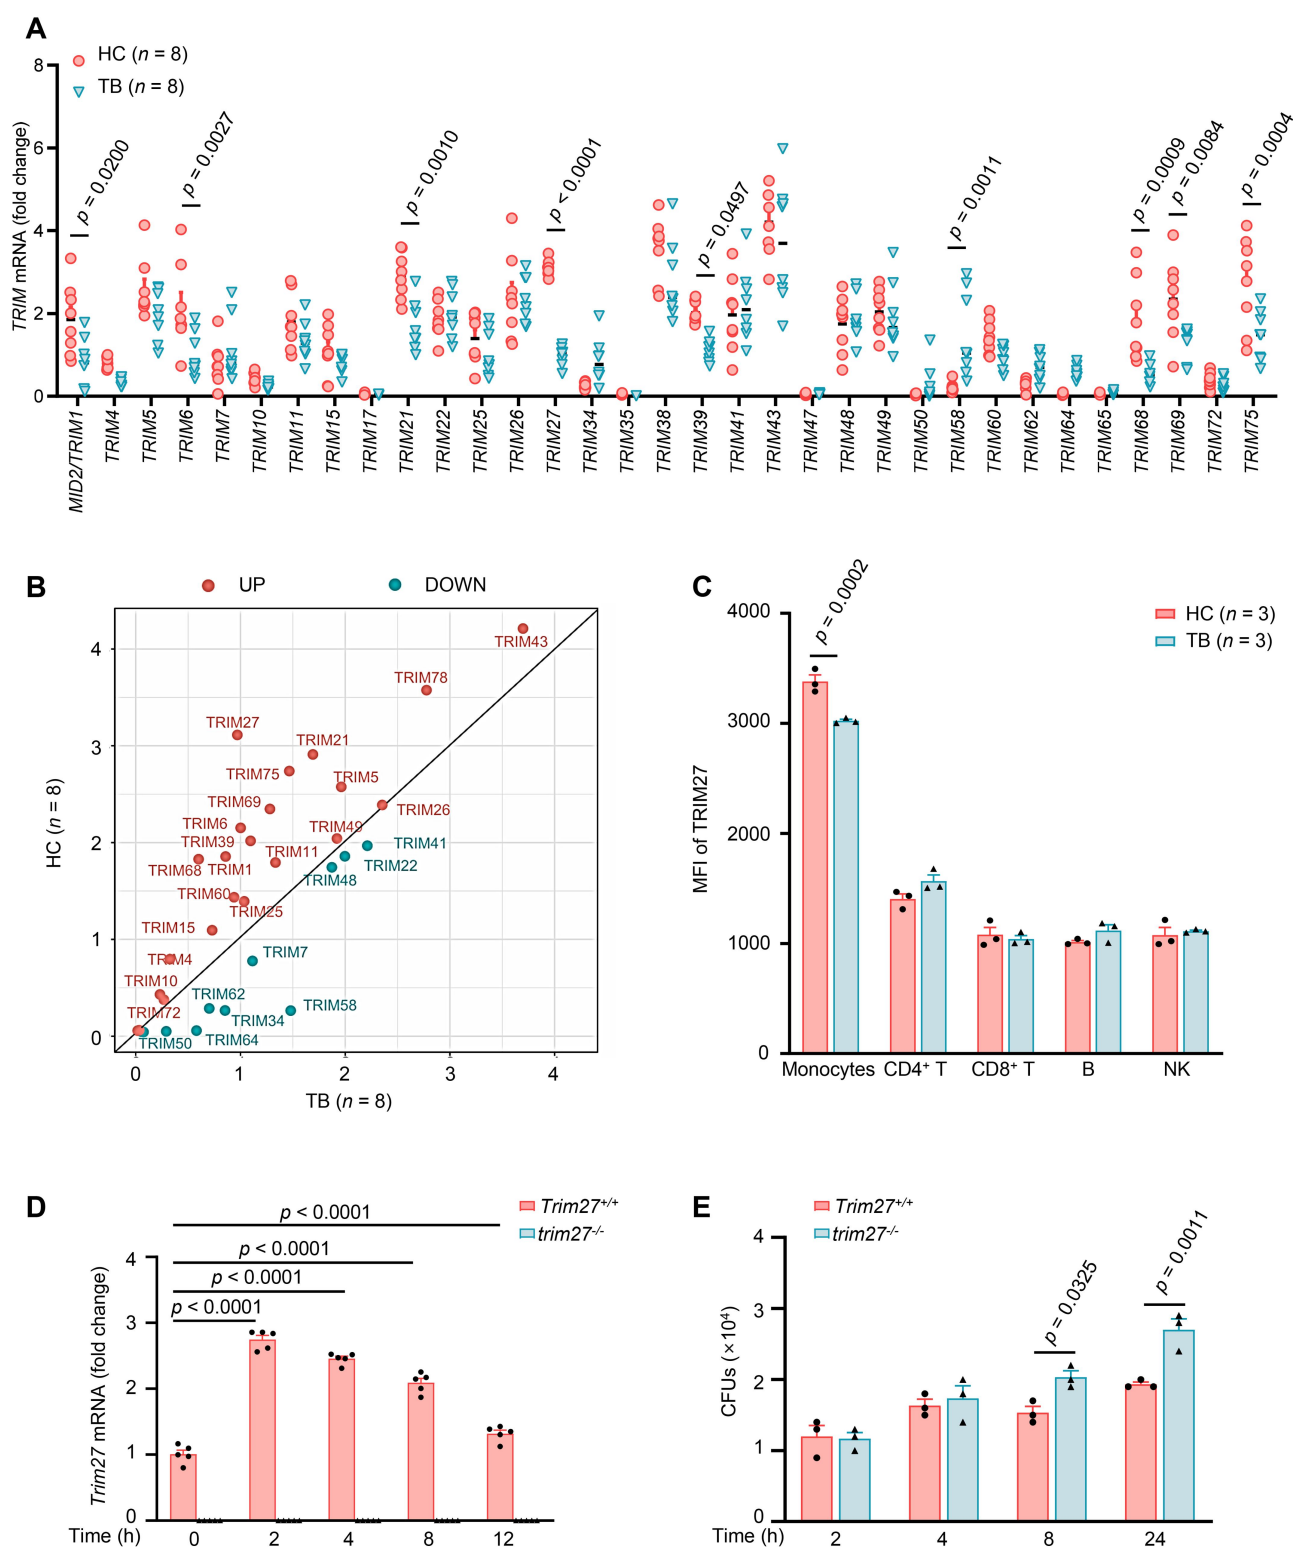 A
HC (n = 8)
TB (n = 8)
TRIM mRNA (fold change)
8
6
4
2
0
p = 0.0200
p = 0.0027
p = 0.0010
p < 0.0001
p = 0.0497
p = 0.0011
p = 0.0009
p = 0.0084
p = 0.0004
MID2/TRIM1
TRIM4
TRIM5
TRIM6
TRIM7
TRIM10
TRIM11
TRIM15
TRIM17
TRIM21
TRIM22
TRIM25
TRIM26
TRIM27
TRIM34
TRIM35
TRIM38
TRIM39
TRIM41
TRIM43
TRIM47
TRIM48
TRIM49
TRIM50
TRIM58
TRIM60
TRIM62
TRIM64
TRIM65
TRIM68
TRIM69
TRIM72
TRIM75
B
UP
DOWN
HC (n = 8)
4
3
2
1
0
TRIM43
TRIM78
TRIM27
TRIM21
TRIM75
TRIM5
TRIM69
TRIM26
TRIM6
TRIM49
TRIM39
TRIM41
TRIM11
TRIM68
TRIM1
TRIM22
TRIM48
TRIM60
TRIM25
TRIM15
TRIM7
TRIM4
TRIM10
TRIM62
TRIM58
TRIM72
TRIM34
TRIM50
TRIM64
0
1
2
3
4
TB (n = 8)
C
HC (n = 3)
TB (n = 3)
p = 0.0002
MFI of TRIM27
4000
3000
2000
1000
0
Monocytes
CD4+ T
CD8+ T
B
NK
D
Trim27+/+
trim27-/-
p < 0.0001
p < 0.0001
p < 0.0001
p < 0.0001
Trim27 mRNA (fold change)
4
3
2
1
0
Time (h)
0
2
4
8
12
E
Trim27+/+
trim27-/-
p = 0.0325
p = 0.0011
CFUs (×10⁴)
4
3
2
1
0
Time (h)
2
4
8
24